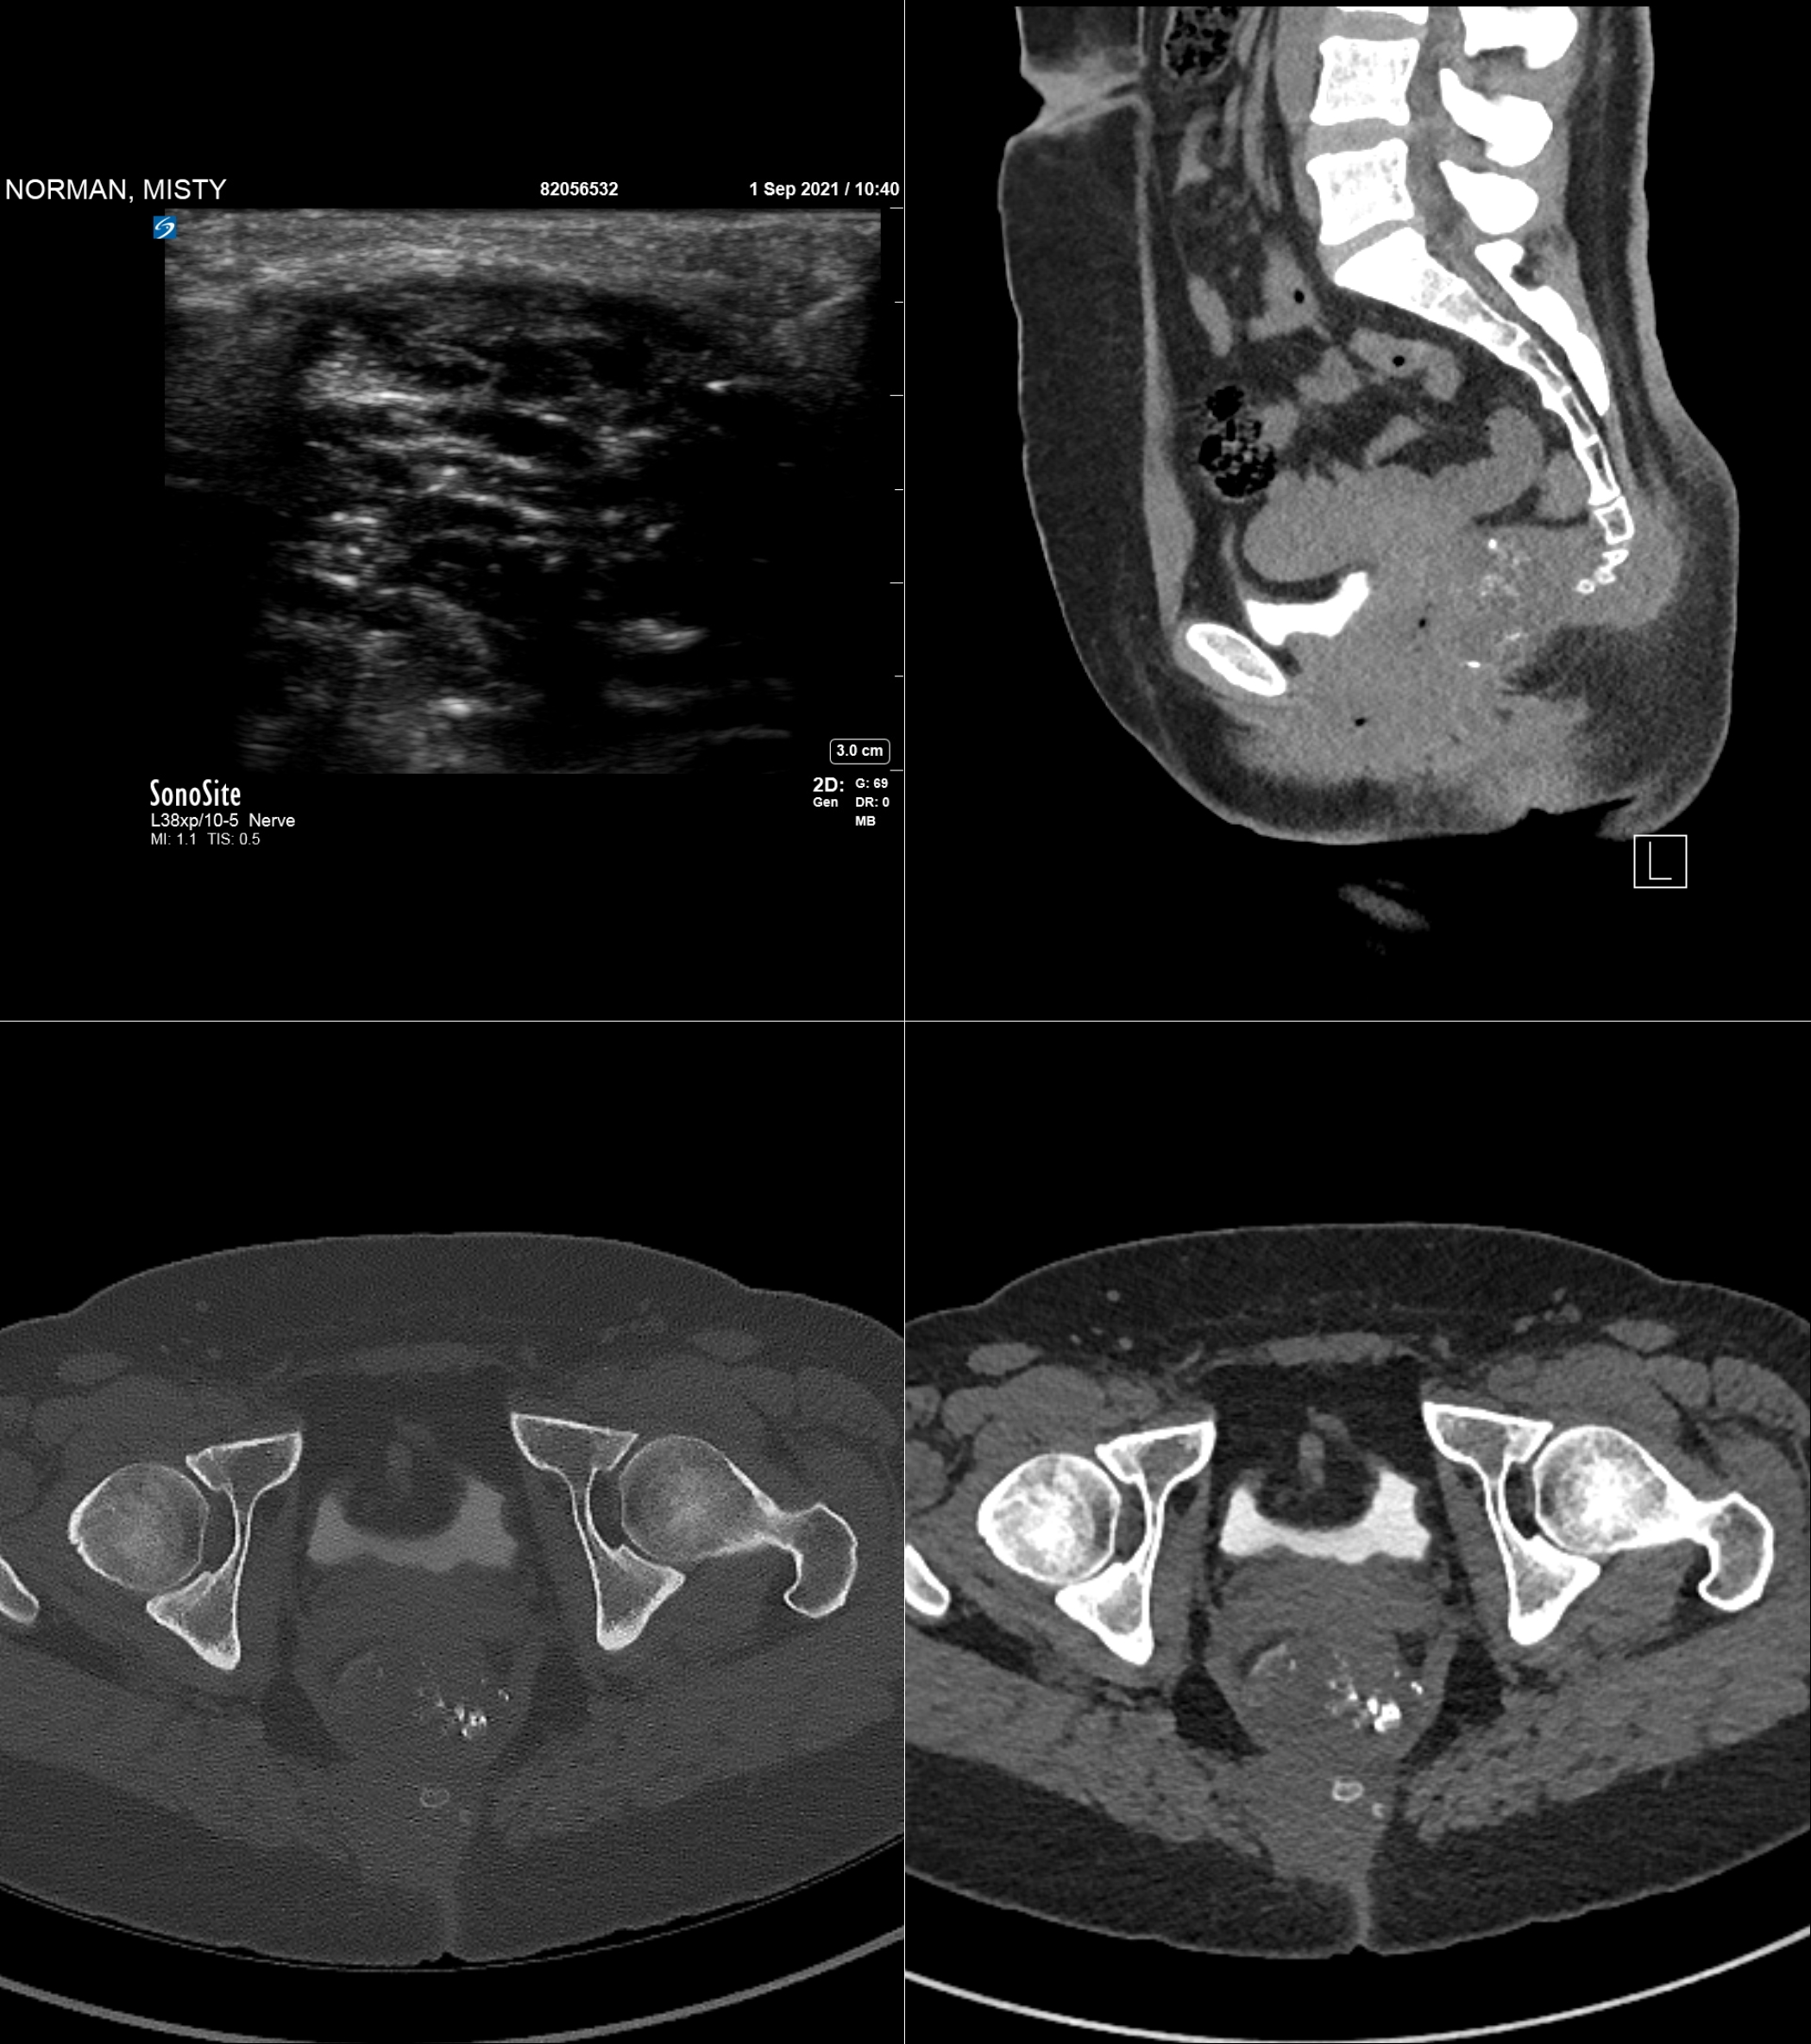 NORMAN, MISTY 82056532 1 Sep 2021 / 10:40
3.0 cm
SonoSite
L38xp/10-5 Nerve
MI: 1.1 TIS: 0.5
2D: G: 69
Gen DR: 0
MB
L